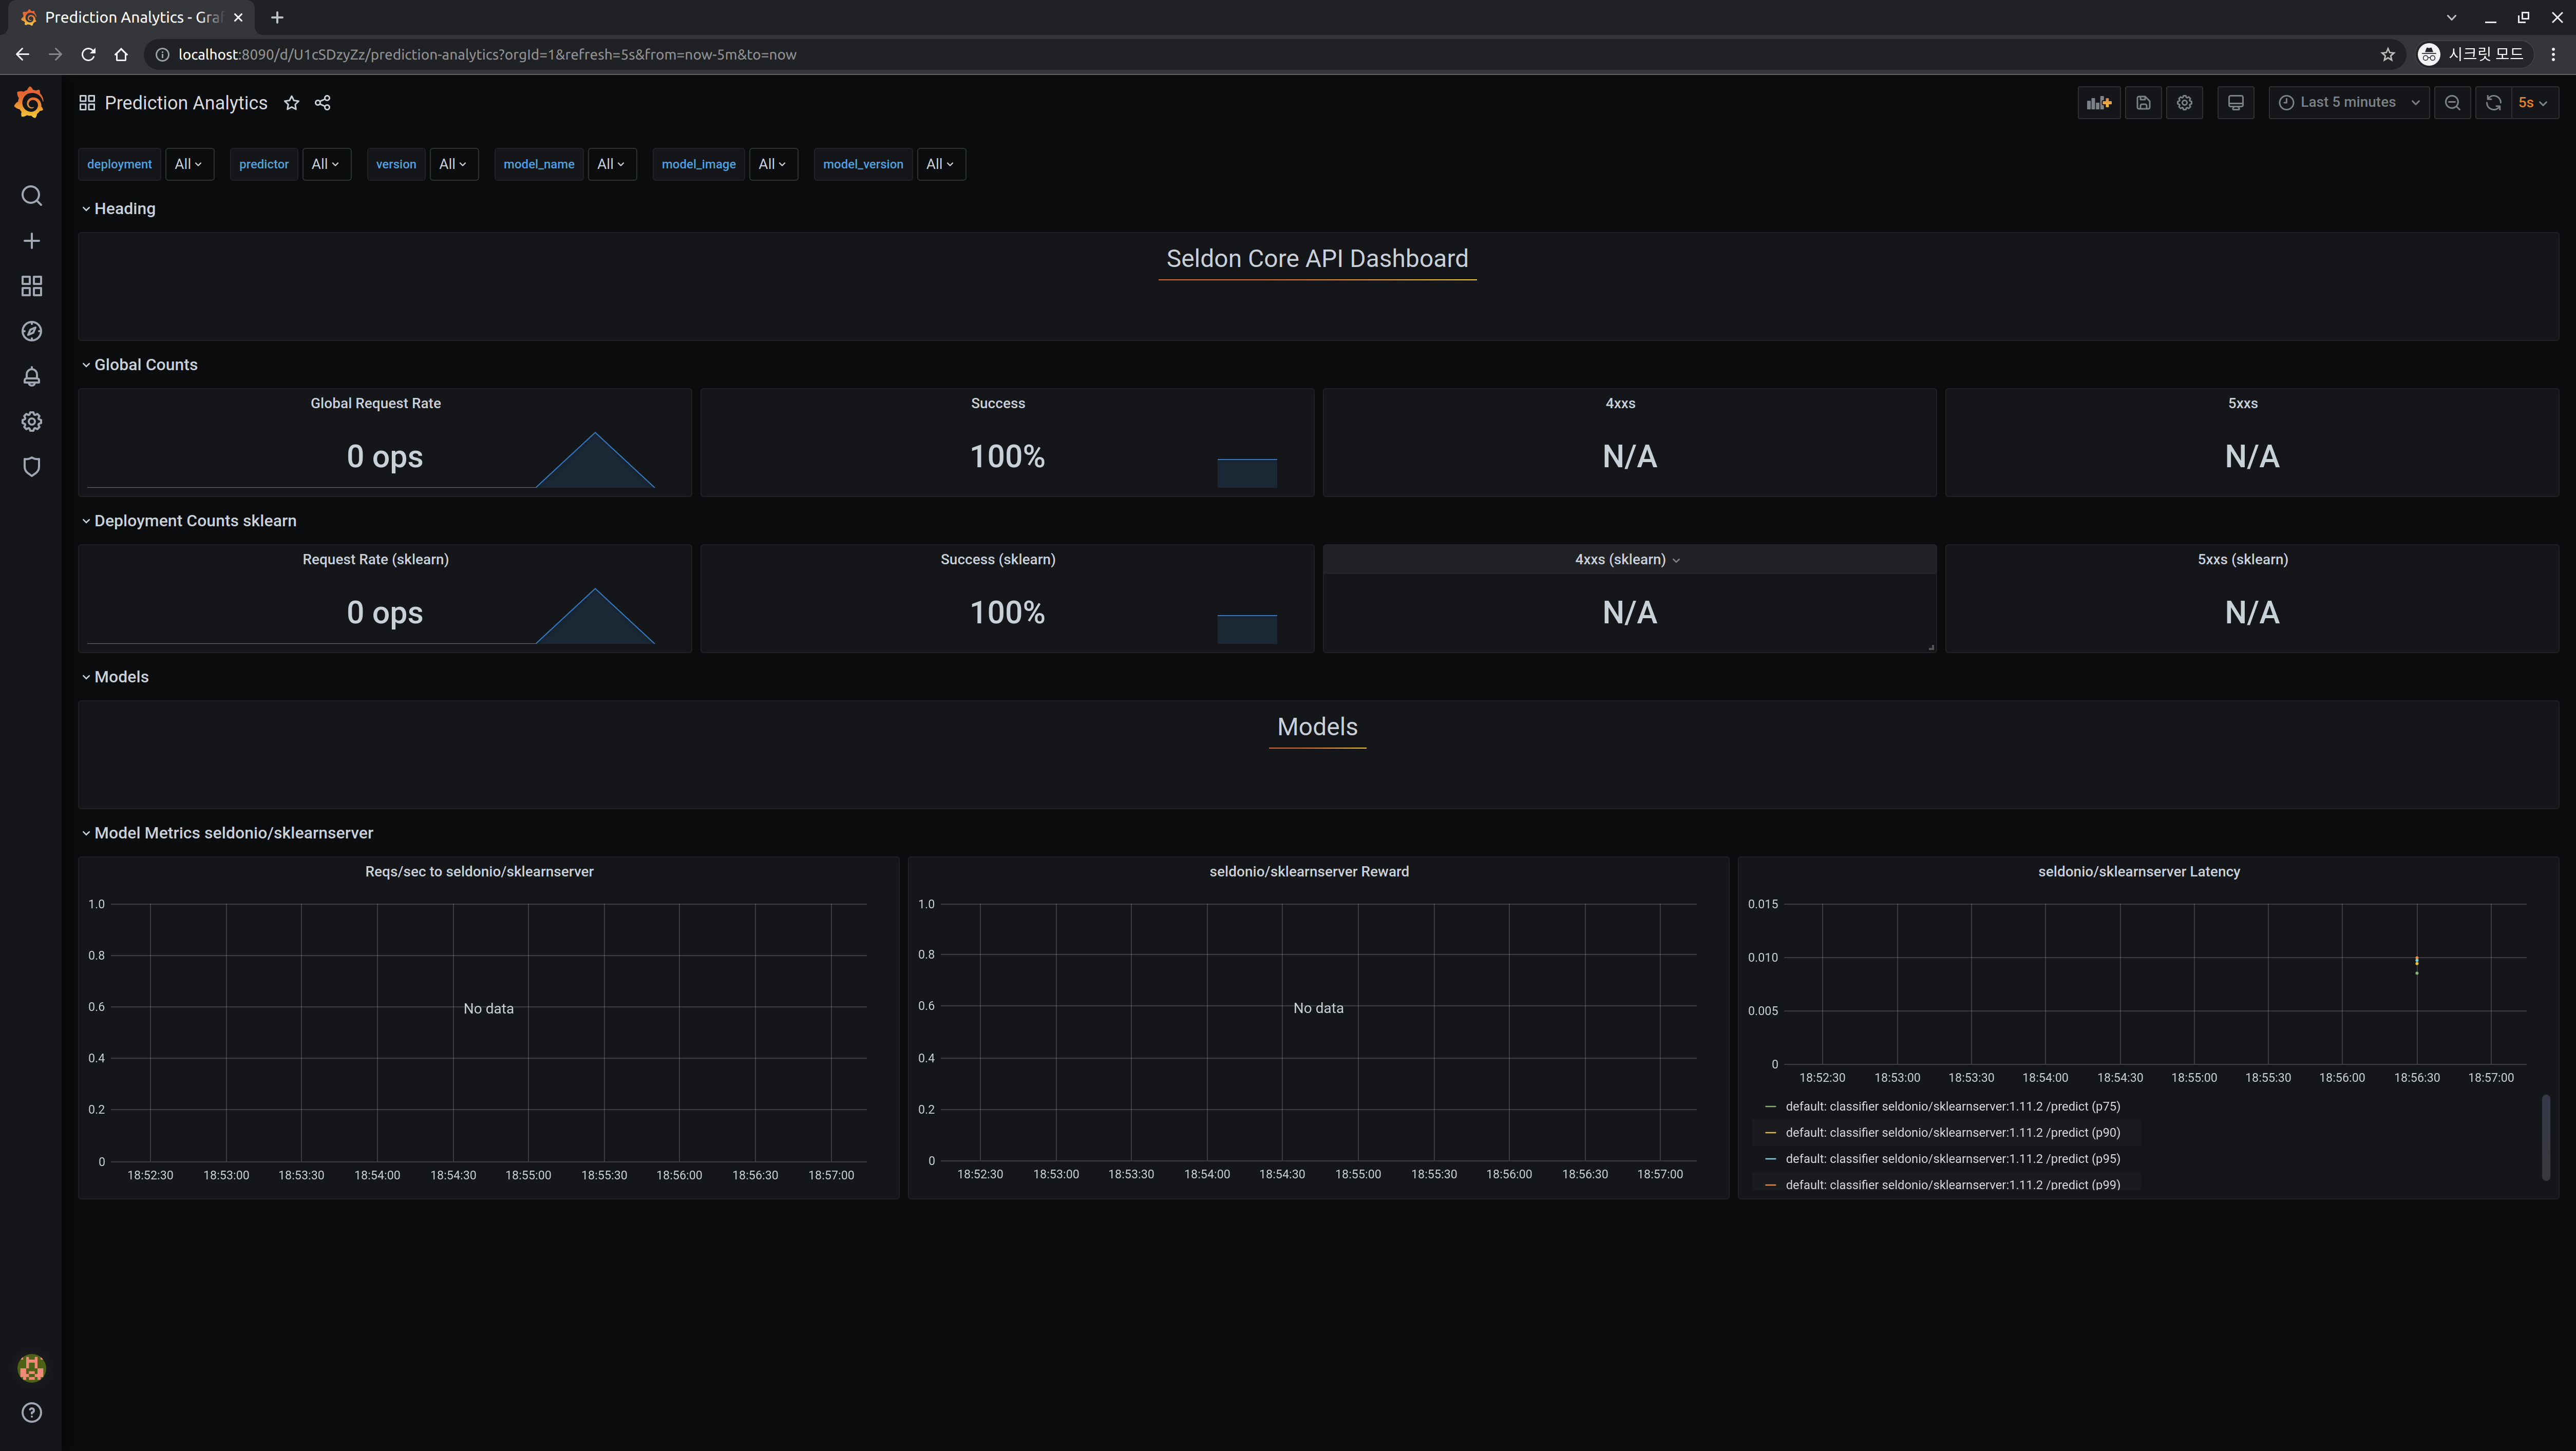 Prediction Analytics - Gra
localhost:8090/d/U1cSDzyZz/prediction-analytics?orgId=1&refresh=5s&from=now-5m&to=now
시크릿 모드
Prediction Analytics
Last 5 minutes
5s
deployment All predictor All version All model_name All model_image All model_version All
Heading
Seldon Core API Dashboard
Global Counts
Global Request Rate
0 ops
Success
100%
4xxs
N/A
5xxs
N/A
Deployment Counts sklearn
Request Rate (sklearn)
0 ops
Success (sklearn)
100%
4xxs (sklearn)
N/A
5xxs (sklearn)
N/A
Models
Models
Model Metrics seldonio/sklearnserver
Reqs/sec to seldonio/sklearnserver
1.0
0.8
0.6
0.4
0.2
0
No data
18:52:30 18:53:00 18:53:30 18:54:00 18:54:30 18:55:00 18:55:30 18:56:00 18:56:30 18:57:00
seldonio/sklearnserver Reward
1.0
0.8
0.6
0.4
0.2
0
No data
18:52:30 18:53:00 18:53:30 18:54:00 18:54:30 18:55:00 18:55:30 18:56:00 18:56:30 18:57:00
seldonio/sklearnserver Latency
0.015
0.010
0.005
0
18:52:30 18:53:00 18:53:30 18:54:00 18:54:30 18:55:00 18:55:30 18:56:00 18:56:30 18:57:00
default: classifier seldonio/sklearnserver:1.11.2 /predict (p75)
default: classifier seldonio/sklearnserver:1.11.2 /predict (p90)
default: classifier seldonio/sklearnserver:1.11.2 /predict (p95)
default: classifier seldonio/sklearnserver:1.11.2 /predict (p99)